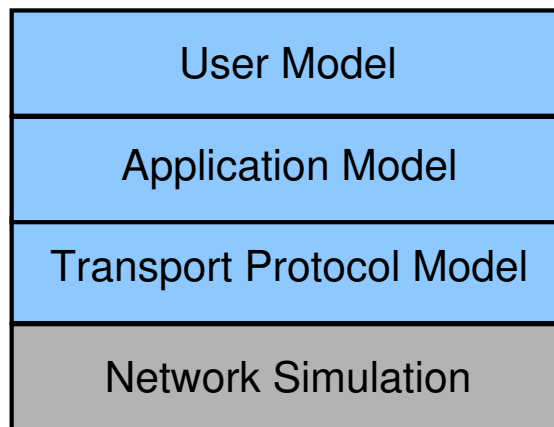 User Model
Application Model
Transport Protocol Model
Network Simulation